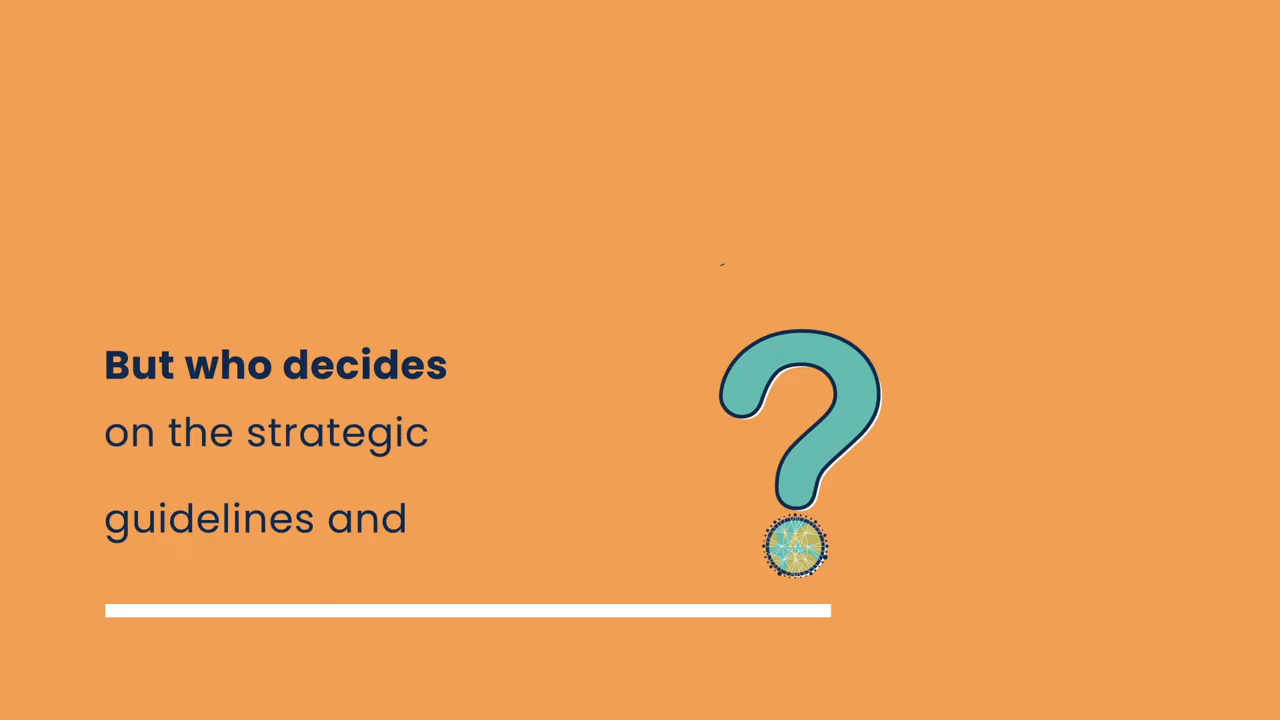 But who decides
on the strategic
guidelines and